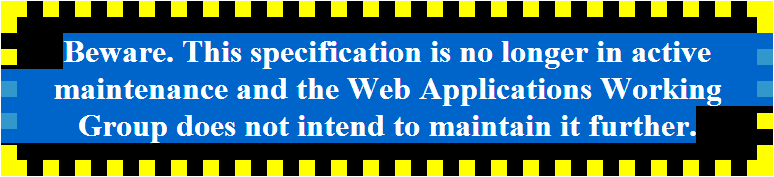 Beware. This specification is no longer in active
maintenance and the Web Applications Working
Group does not intend to maintain it further.